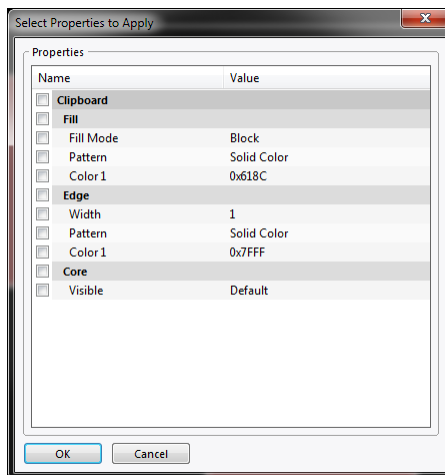 Select Properties to Apply
Properties
Name Value
Clipboard
Fill
Fill Mode Block
Pattern Solid Color
Color 1 0x618C
Edge
Width 1
Pattern Solid Color
Color 1 0x7FFF
Core
Visible Default
OK Cancel